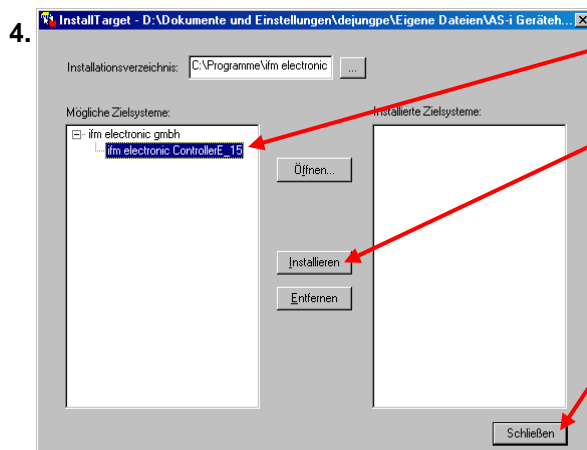 4.
InstallTarget - D:\Dokumente und Einstellungen\dejungpe\Eigene Dateien\AS-i Geräteh...
Installationsverzeichnis: C:\Programme\ifm electronic ...
Mögliche Zielsysteme:
Installierte Zielsysteme:
ifm electronic gmbh
ifm electronic ControllerE_15
Öffnen...
Installieren
Entfernen
Schließen